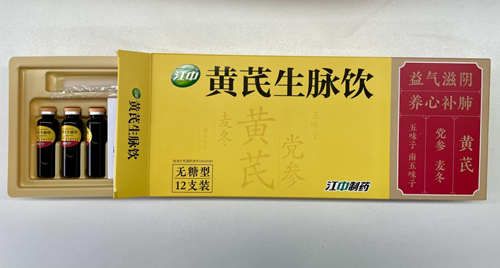 江中
黄芪生脉饮
黄芪生脉饮
益气滋阴
养心补肺
黄芪
党参 麦冬
五味子 南五味子
黄芪
党参
麦冬
五味子
无糖型
12支装
江中制药